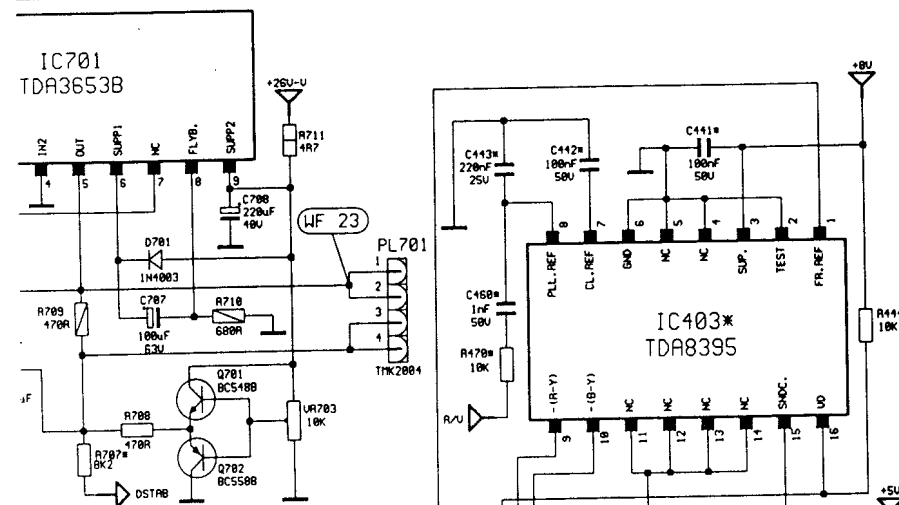 IC701
TDA3653B
IN2
OUT
SUPP1
NC
FLYB.
SUPP2
4
5
6
7
8
9
+26V-V
R711
4R7
C708
220uF
40V
WF 23
D701
1N4003
PL701
1
2
3
4
TMK2004
R709
470R
C707
100uF
63V
R710
680R
Q701
BC548B
VR703
10K
R708
470R
Q702
BC558B
R707*
8K2
DSTAB
+8V
C443*
220nF
25V
C442*
100nF
50V
C441*
100nF
50V
8
7
6
5
4
3
2
1
PLL.REF
CL.REF
GND
NC
NC
SUP.
TEST
FR.REF
IC403*
TDA8395
C460*
1nF
50V
R470*
10K
R/V
R444
10K
-(R-Y)
-(B-Y)
NC
NC
NC
NC
SNDC.
VD
9
10
11
12
13
14
15
16
+5V